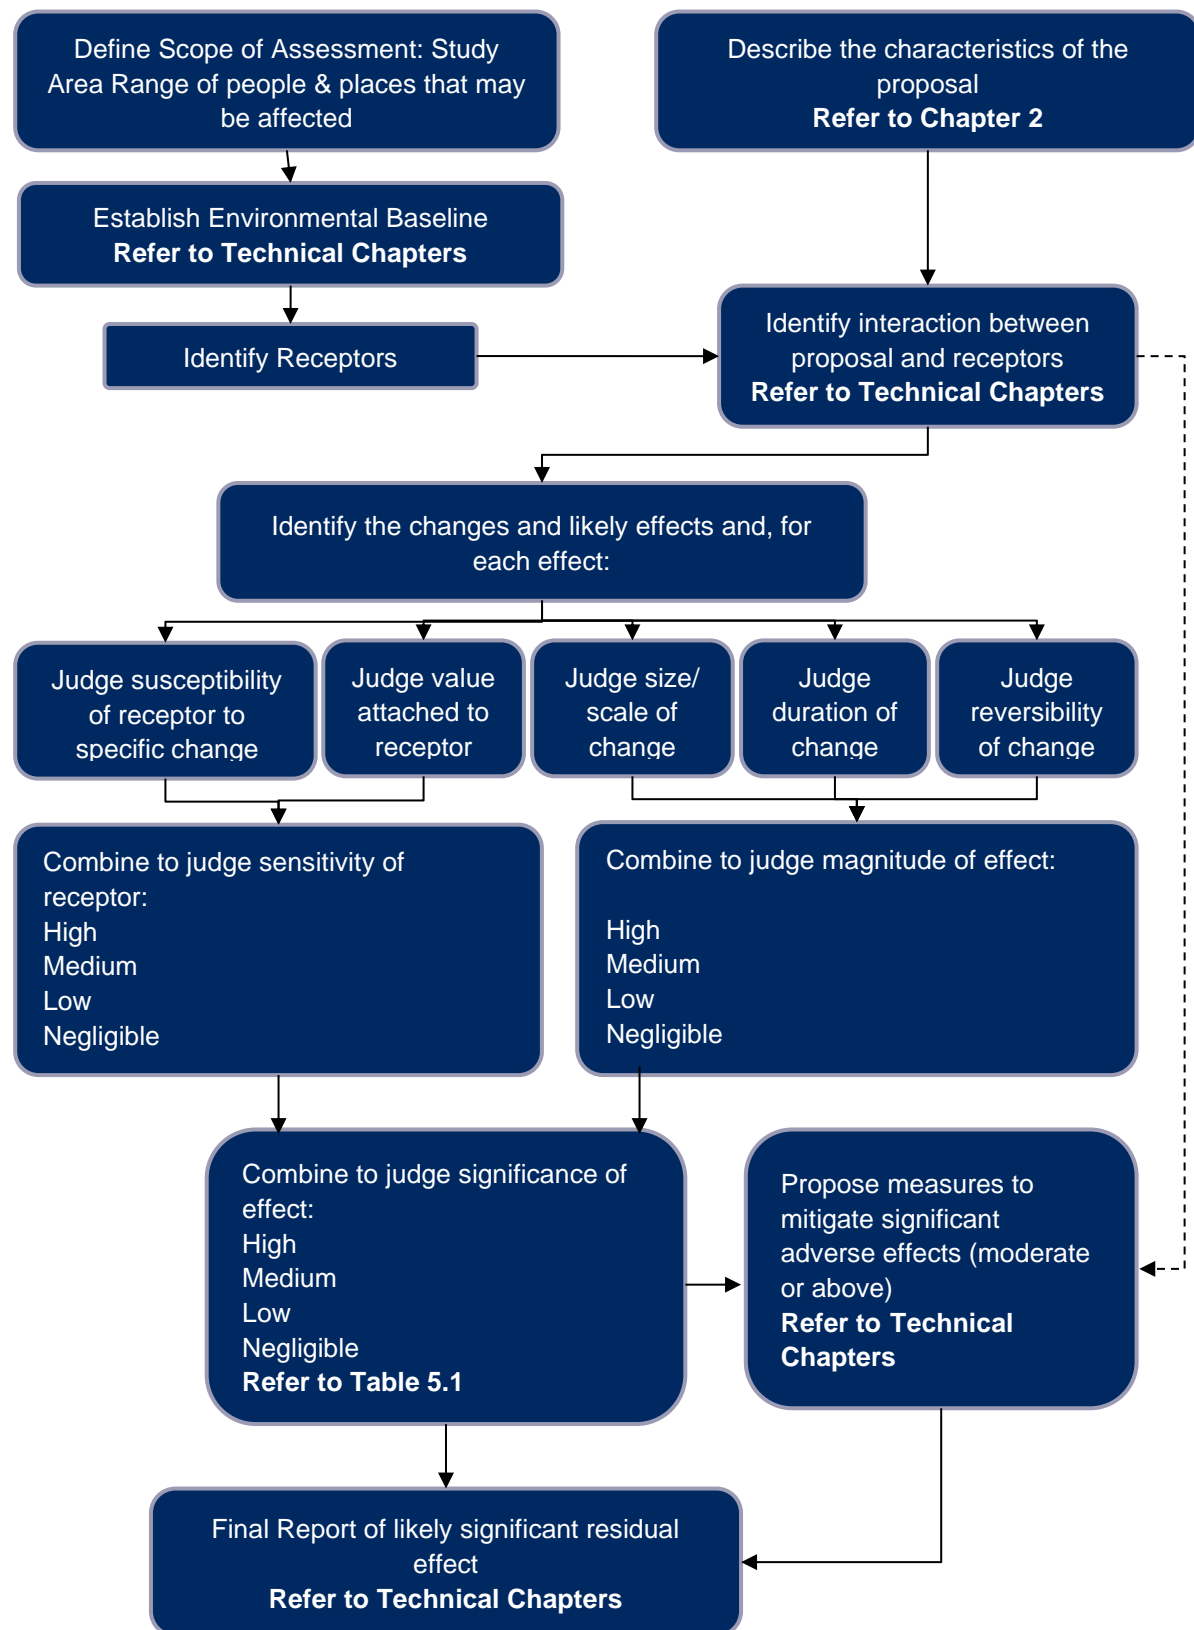 Define Scope of Assessment: Study
Area Range of people & places that may
be affected
Describe the characteristics of the
proposal
Refer to Chapter 2
Establish Environmental Baseline
Refer to Technical Chapters
Identify Receptors
Identify interaction between
proposal and receptors
Refer to Technical Chapters
Identify the changes and likely effects and, for
each effect:
Judge susceptibility
of receptor to
specific change
Judge value
attached to
receptor
Judge size/
scale of
change
Judge
duration of
change
Judge
reversibility
of change
Combine to judge sensitivity of
receptor:
High
Medium
Low
Negligible
Combine to judge magnitude of effect:
High
Medium
Low
Negligible
Combine to judge significance of
effect:
High
Medium
Low
Negligible
Refer to Table 5.1
Propose measures to
mitigate significant
adverse effects (moderate
or above)
Refer to Technical
Chapters
Final Report of likely significant residual
effect
Refer to Technical Chapters